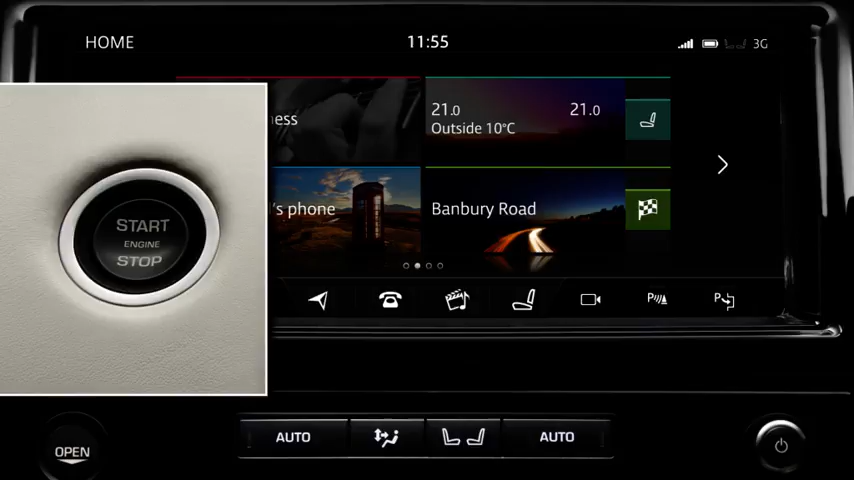 HOME
11:55
3G
ness
21.0
21.0
Outside 10°C
's phone
Banbury Road
START
ENGINE
STOP
P
P
AUTO
AUTO
OPEN